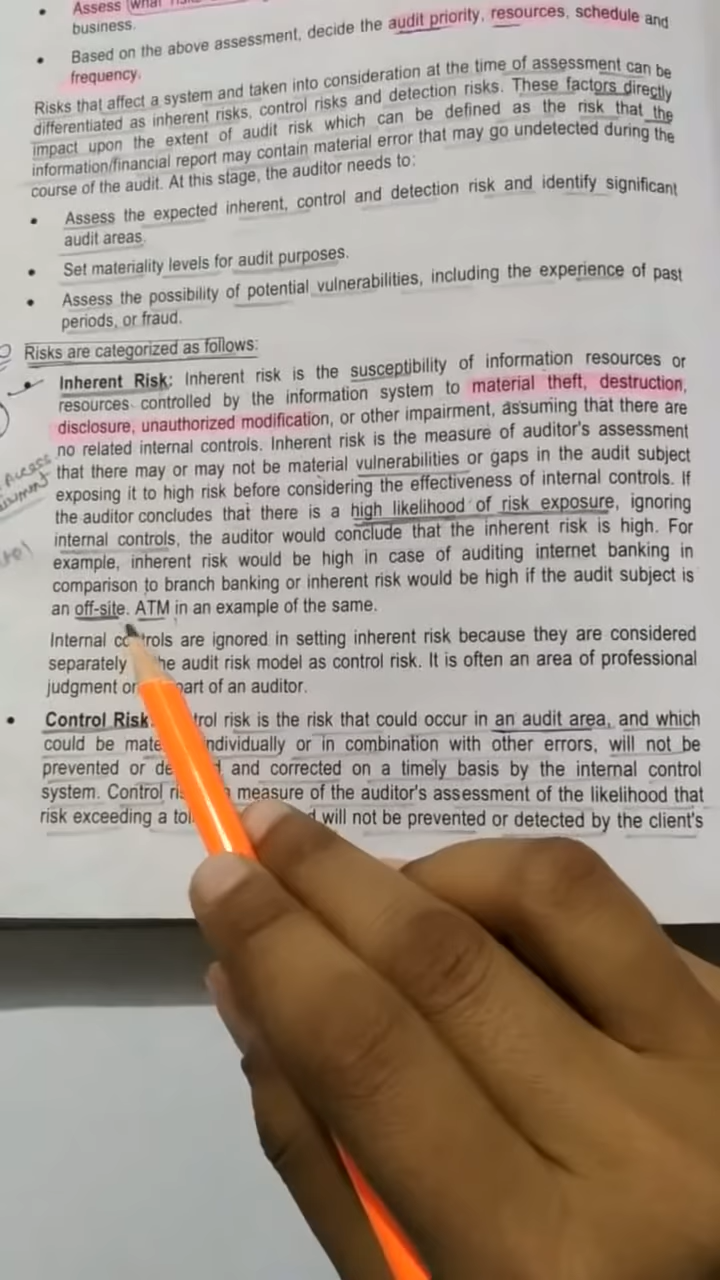 • Assess what
business.
• Based on the above assessment, decide the audit priority, resources, schedule and
frequency.
Risks that affect a system and taken into consideration at the time of assessment can be
differentiated as inherent risks, control risks and detection risks. These factors directly
impact upon the extent of audit risk which can be defined as the risk that the
information/financial report may contain material error that may go undetected during the
course of the audit. At this stage, the auditor needs to:
• Assess the expected inherent, control and detection risk and identify significant
audit areas.
• Set materiality levels for audit purposes.
• Assess the possibility of potential vulnerabilities, including the experience of past
periods, or fraud.
Risks are categorized as follows:
Inherent Risk: Inherent risk is the susceptibility of information resources or
resources controlled by the information system to material theft, destruction,
disclosure, unauthorized modification, or other impairment, assuming that there are
no related internal controls. Inherent risk is the measure of auditor's assessment
that there may or may not be material vulnerabilities or gaps in the audit subject
exposing it to high risk before considering the effectiveness of internal controls. If
the auditor concludes that there is a high likelihood of risk exposure, ignoring
internal controls, the auditor would conclude that the inherent risk is high. For
example, inherent risk would be high in case of auditing internet banking in
comparison to branch banking or inherent risk would be high if the audit subject is
an off-site. ATM in an example of the same.
Internal controls are ignored in setting inherent risk because they are considered
separately he audit risk model as control risk. It is often an area of professional
judgment on part of an auditor.
• Control Risk: trol risk is the risk that could occur in an audit area, and which
could be mate individually or in combination with other errors, will not be
prevented or de and corrected on a timely basis by the internal control
system. Control measure of the auditor's assessment of the likelihood that
risk exceeding a tol will not be prevented or detected by the client's